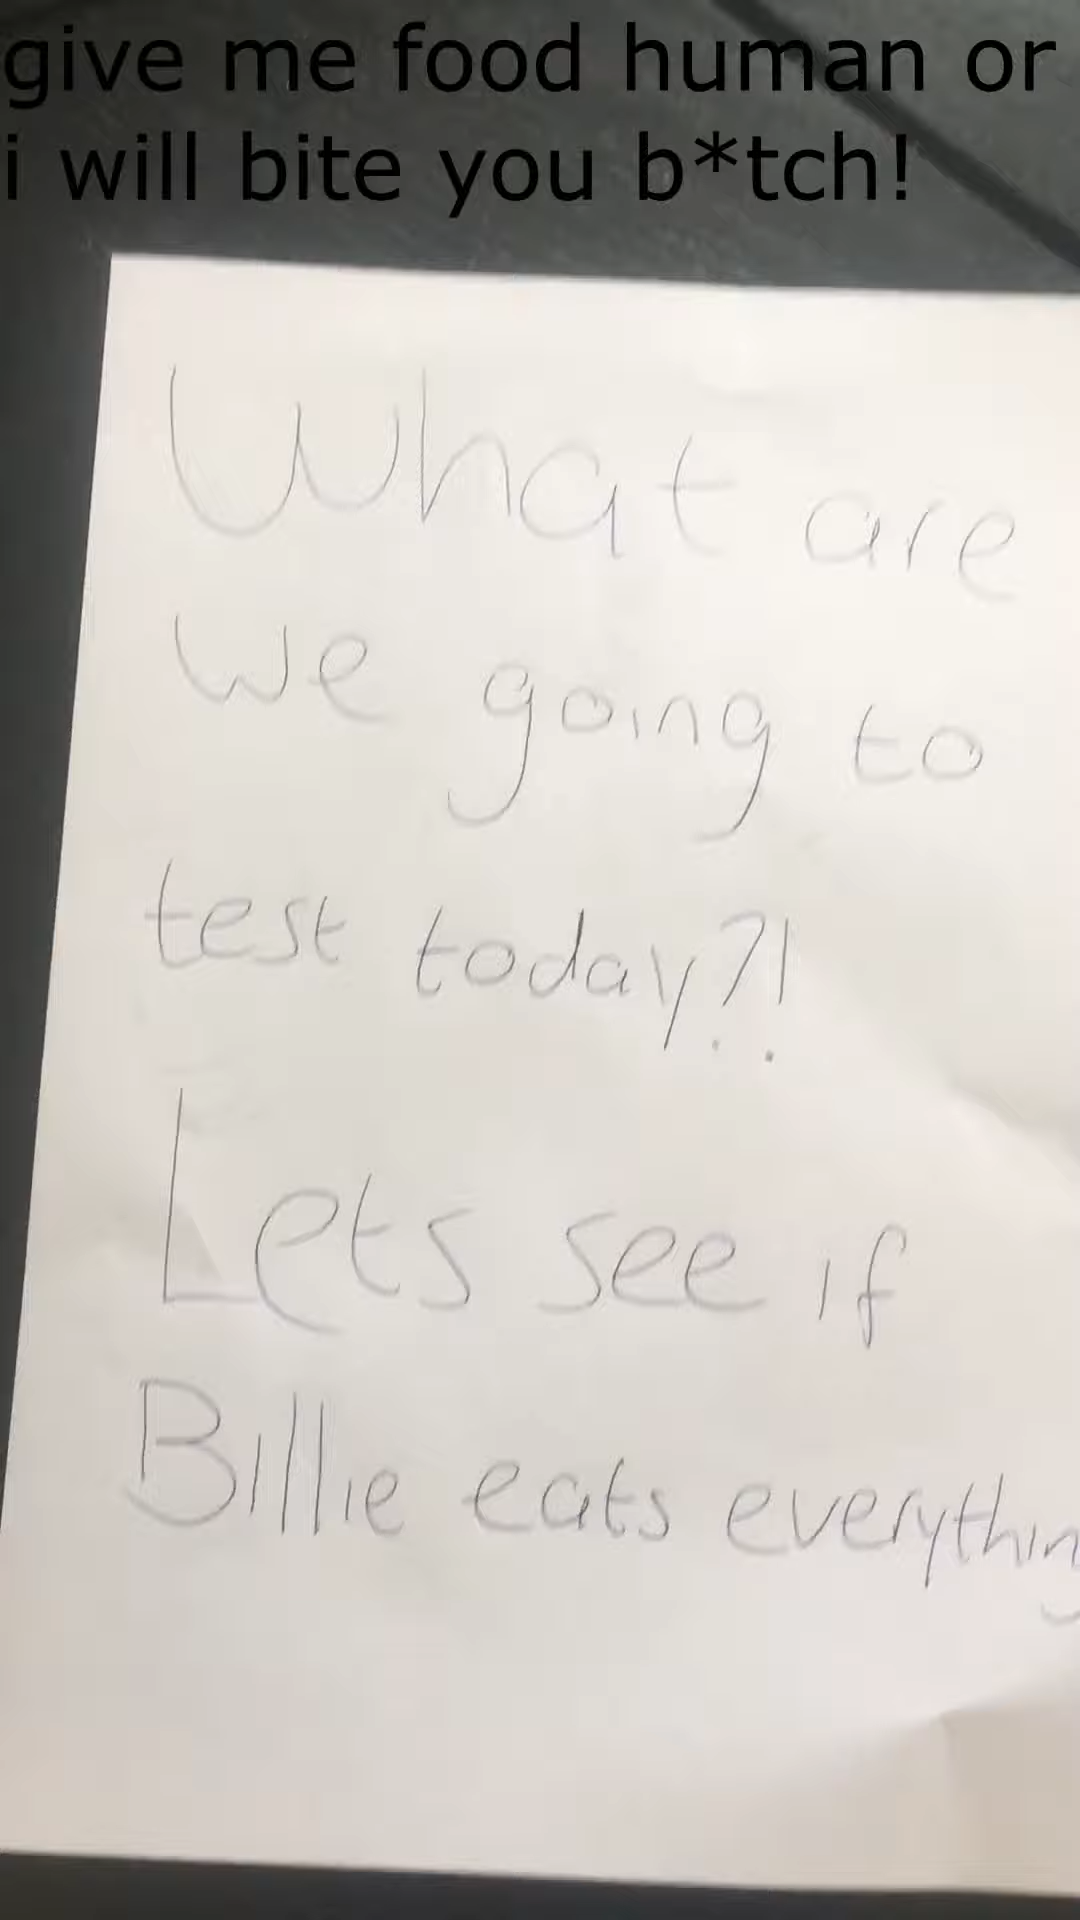 give me food human or
i will bite you b*tch!
What are
we going to
test today?!
Lets see if
Billie eats everything